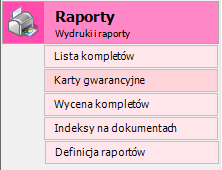 Raporty
Wydruki i raporty
Lista kompletów
Karty gwarancyjne
Wycena kompletów
Indeksy na dokumentach
Definicja raportów